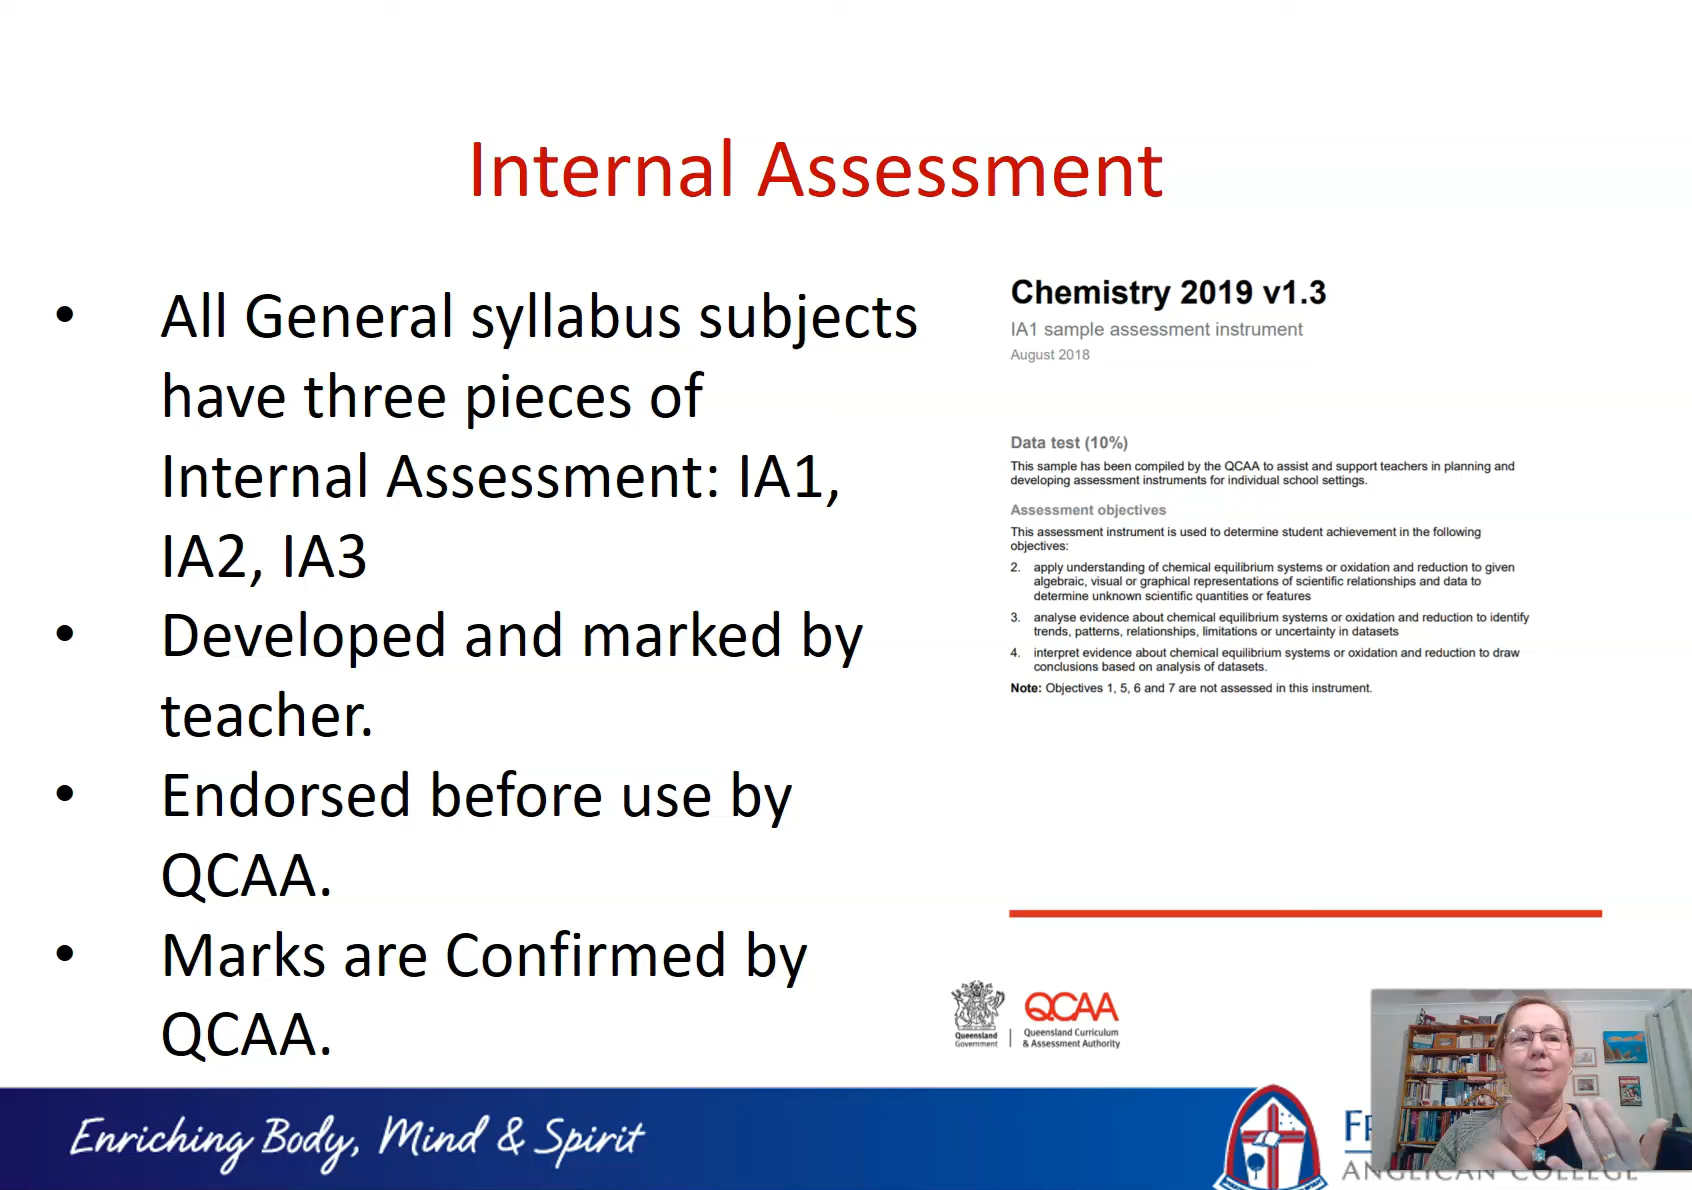 Internal Assessment
• All General syllabus subjects
have three pieces of
Internal Assessment: IA1,
IA2, IA3
• Developed and marked by
teacher.
• Endorsed before use by
QCAA.
• Marks are Confirmed by
QCAA.
Chemistry 2019 v1.3
IA1 sample assessment instrument
August 2018
Data test (10%)
This sample has been compiled by the QCAA to assist and support teachers in planning and
developing assessment instruments for individual school settings.
Assessment objectives
This assessment instrument is used to determine student achievement in the following
objectives:
2. apply understanding of chemical equilibrium systems or oxidation and reduction to given
algebraic, visual or graphical representations of scientific relationships and data to
determine unknown scientific quantities or features
3. analyse evidence about chemical equilibrium systems or oxidation and reduction to identify
trends, patterns, relationships, limitations or uncertainty in datasets
4. interpret evidence about chemical equilibrium systems or oxidation and reduction to draw
conclusions based on analysis of datasets.
Note: Objectives 1, 5, 6 and 7 are not assessed in this instrument.
Queensland
Government
QCAA
Queensland Curriculum
& Assessment Authority
Enriching Body, Mind & Spirit
ANGLICAN COLLEGE